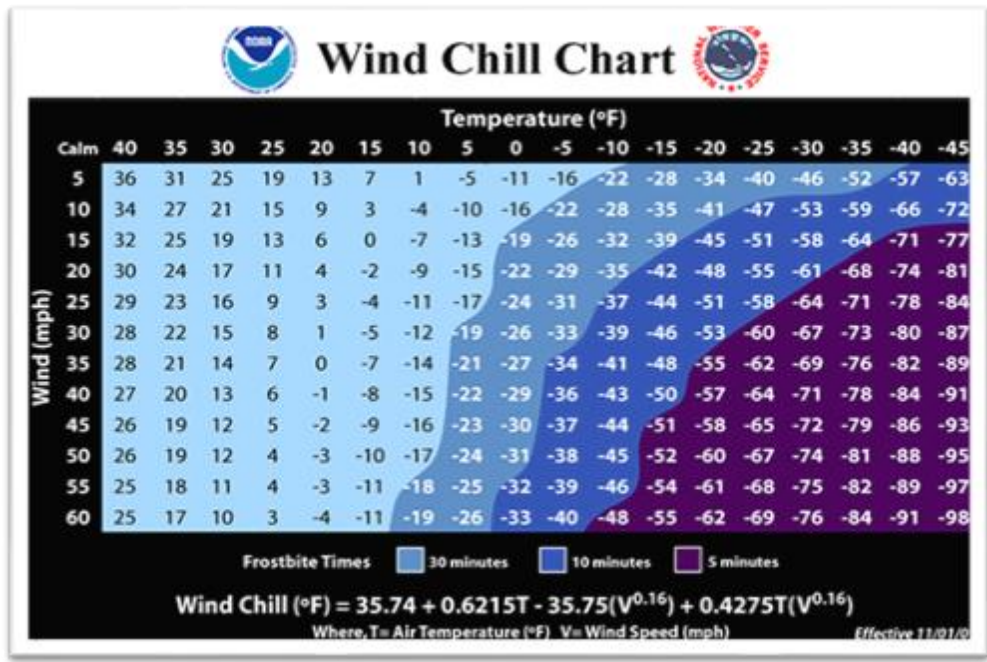 NOAA
Wind Chill Chart
Temperature (ºF)
Calm 40 35 30 25 20 15 10 5 0 -5 -10 -15 -20 -25 -30 -35 -40 -45
Wind (mph)
5 36 31 25 19 13 7 1 -5 -11 -16 -22 -28 -34 -40 -46 -52 -57 -63
10 34 27 21 15 9 3 -4 -10 -16 -22 -28 -35 -41 -47 -53 -59 -66 -72
15 32 25 19 13 6 0 -7 -13 -19 -26 -32 -39 -45 -51 -58 -64 -71 -77
20 30 24 17 11 4 -2 -9 -15 -22 -29 -35 -42 -48 -55 -61 -68 -74 -81
25 29 23 16 9 3 -4 -11 -17 -24 -31 -37 -44 -51 -58 -64 -71 -78 -84
30 28 22 15 8 1 -5 -12 -19 -26 -33 -39 -46 -53 -60 -67 -73 -80 -87
35 28 21 14 7 0 -7 -14 -21 -27 -34 -41 -48 -55 -62 -69 -76 -82 -89
40 27 20 13 6 -1 -8 -15 -22 -29 -36 -43 -50 -57 -64 -71 -78 -84 -91
45 26 19 12 5 -2 -9 -16 -23 -30 -37 -44 -51 -58 -65 -72 -79 -86 -93
50 26 19 12 4 -3 -10 -17 -24 -31 -38 -45 -52 -60 -67 -74 -81 -88 -95
55 25 18 11 4 -3 -11 -18 -25 -32 -39 -46 -54 -61 -68 -75 -82 -89 -97
60 25 17 10 3 -4 -11 -19 -26 -33 -40 -48 -55 -62 -69 -76 -84 -91 -98
Frostbite Times 30 minutes 10 minutes 5 minutes
Wind Chill (ºF) = 35.74 + 0.6215T - 35.75(V^0.16) + 0.4275T(V^0.16)
Where, T= Air Temperature (ºF) V= Wind Speed (mph)
Effective 11/01/0